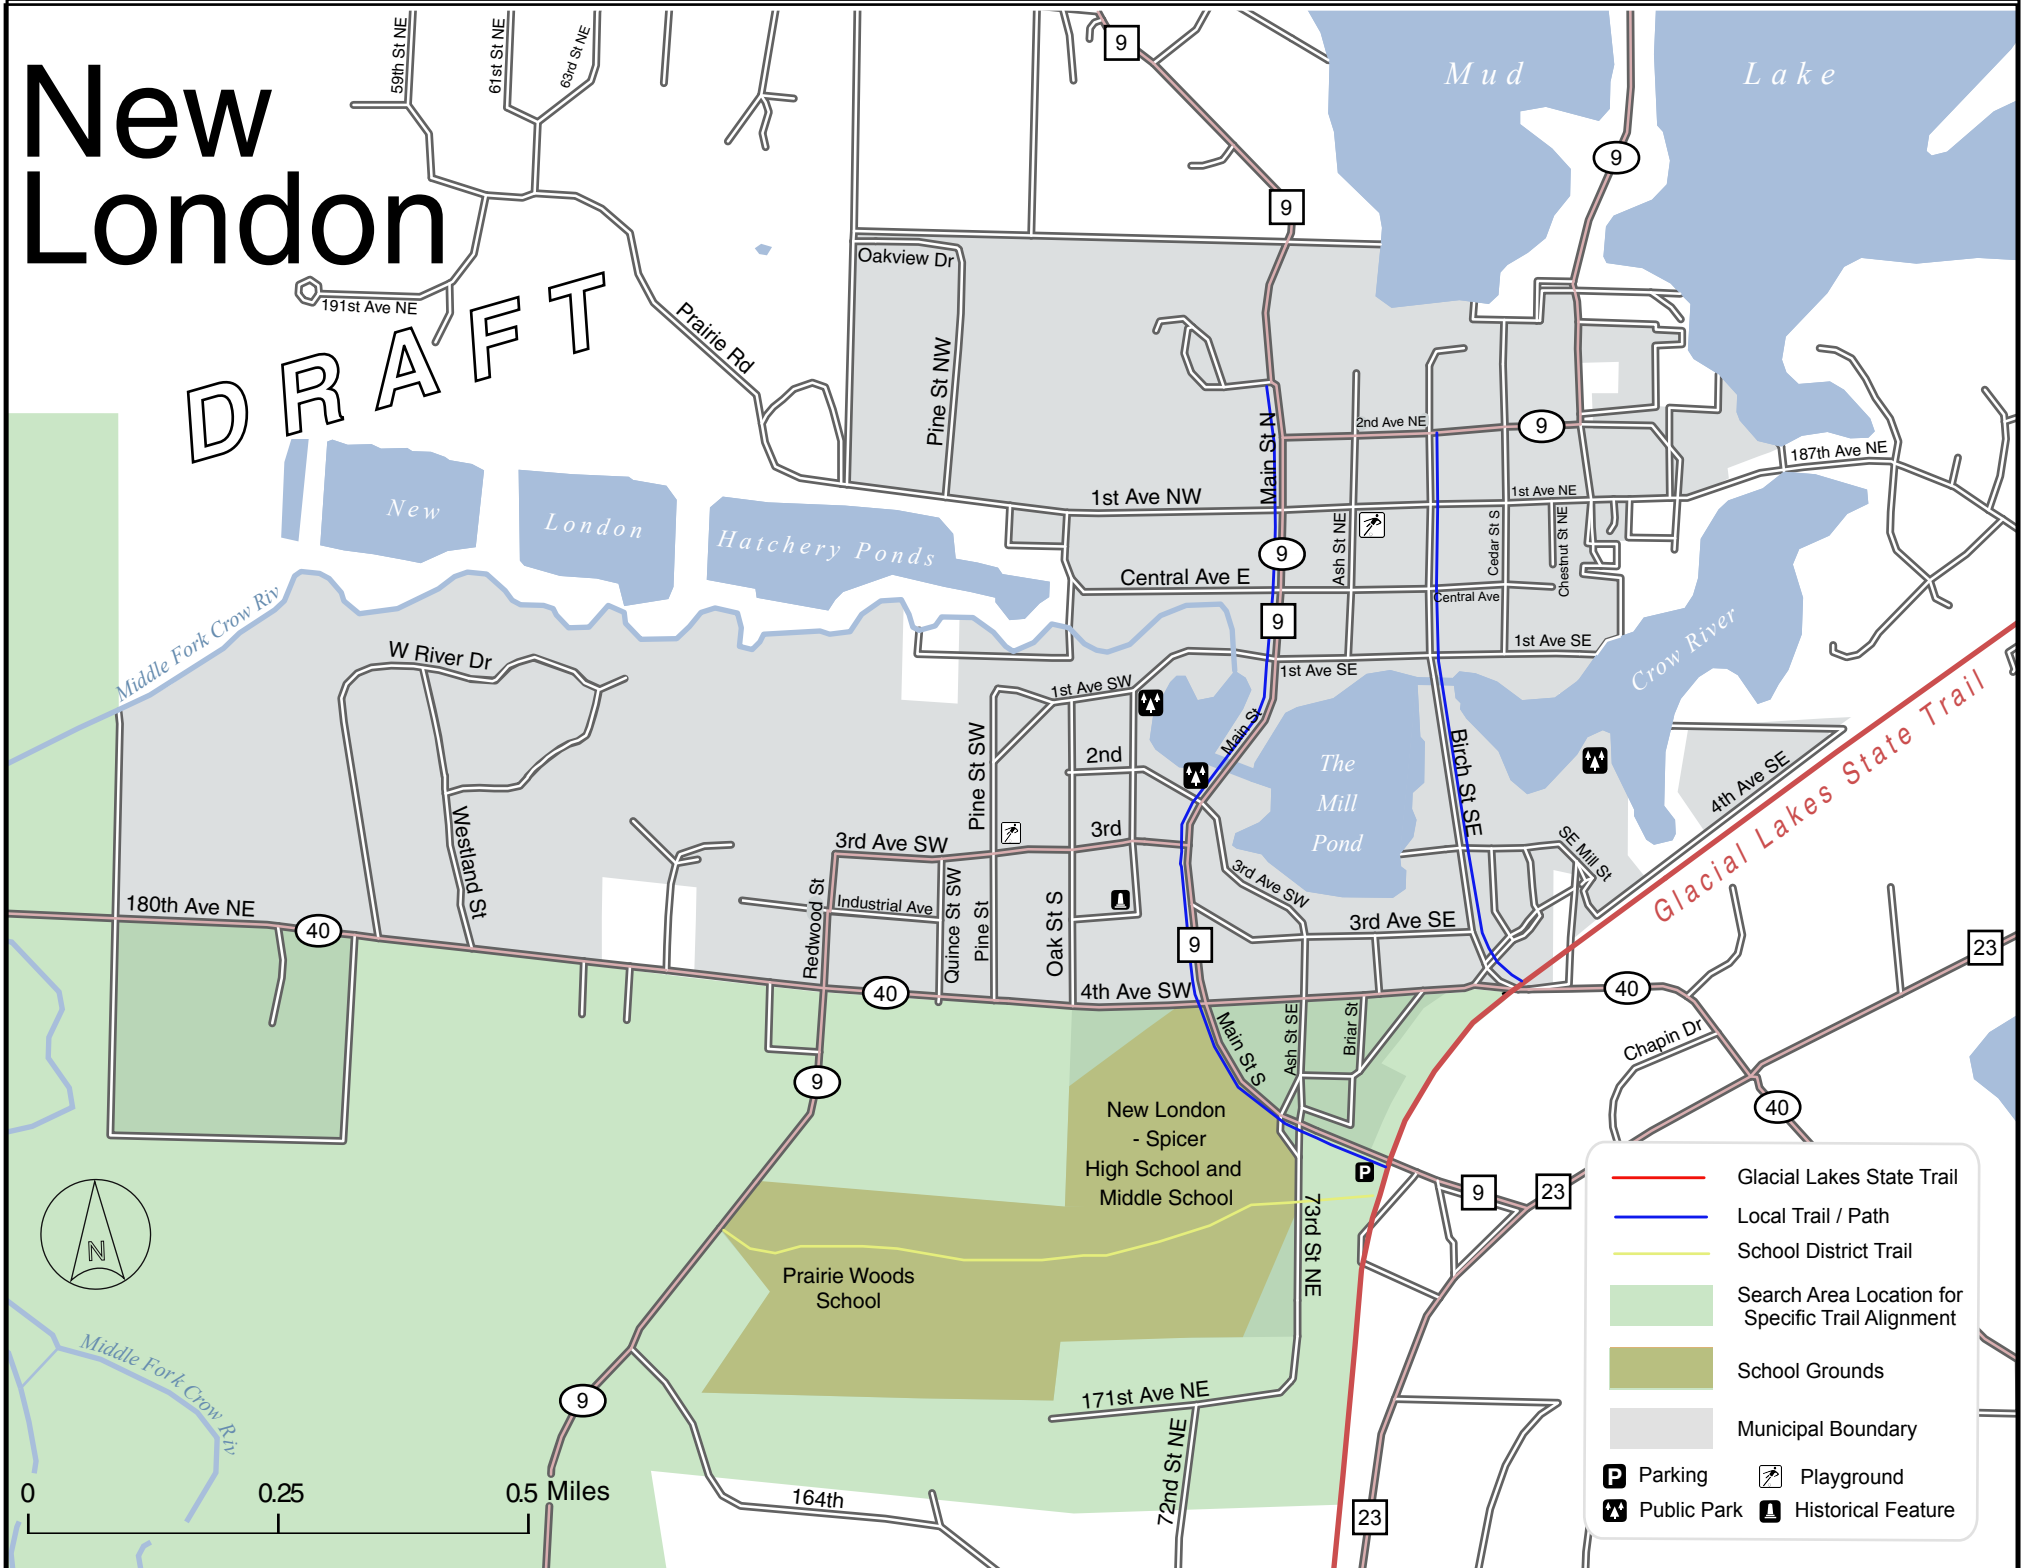 New
London
DRAFT
59th St NE
61st St NE
63rd St NE
9
9
9
Mud Lake
191st Ave NE
Prairie Rd
Oakview Dr
Pine St NW
Main St N
2nd Ave NE
9
187th Ave NE
1st Ave NW
1st Ave NE
New London Hatchery Ponds
Ash St NE
Cedar St S
Chestnut St NE
9
Central Ave E
Central Ave
9
1st Ave SE
1st Ave SE
Middle Fork Crow Riv
W River Dr
Crow River
1st Ave SW
Main St
Pine St SW
2nd
The
Mill
Pond
Birch St SE
4th Ave SE
Glacial Lakes State Trail
Westland St
3rd Ave SW
3rd
3rd Ave SW
SE Mill St
180th Ave NE
40
Redwood St
Industrial Ave
Quince St SW
Pine St
Oak St S
3rd Ave SE
9
23
40
4th Ave SW
40
Main St S
Ash St SE
Briar St
Chapin Dr
9
40
New London
- Spicer
High School and
Middle School
P
9
23
73rd St NE
N
Prairie Woods
School
Middle Fork Crow Riv
9
171st Ave NE
72nd St NE
164th
23
0 0.25 0.5 Miles
Glacial Lakes State Trail
Local Trail / Path
School District Trail
Search Area Location for
Specific Trail Alignment
School Grounds
Municipal Boundary
P Parking
Playground
Public Park
Historical Feature